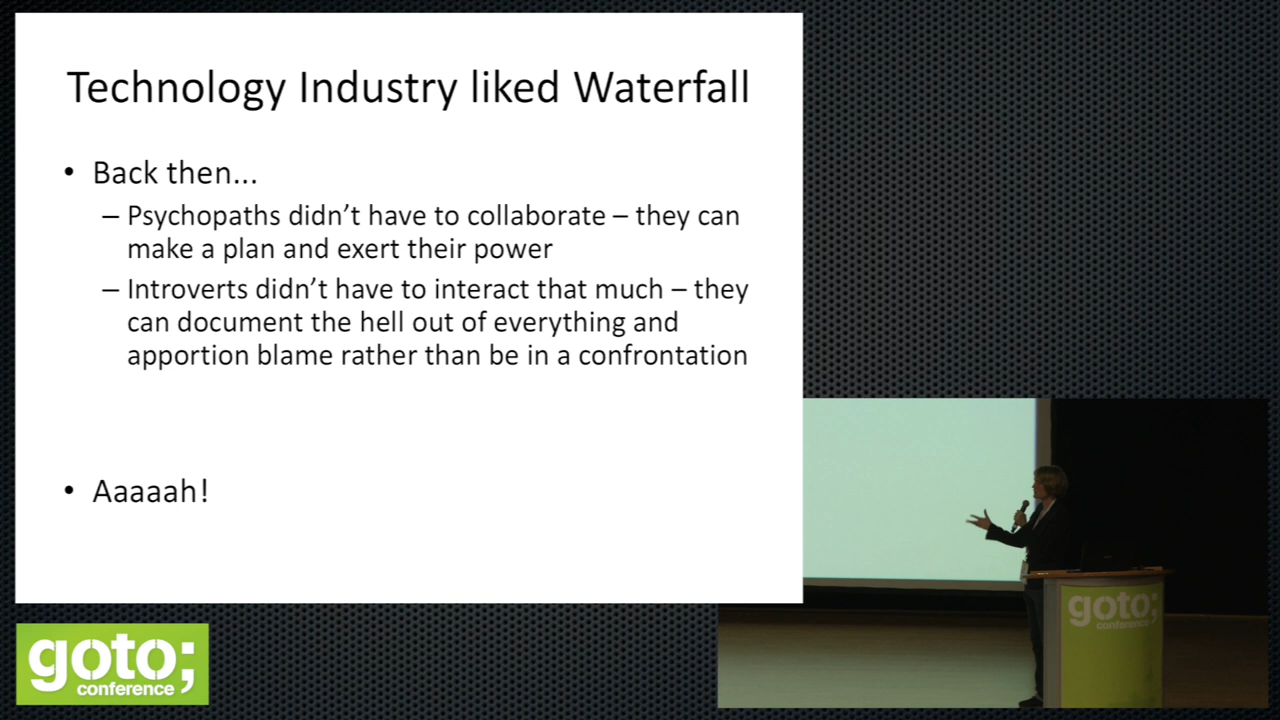 Technology Industry liked Waterfall
• Back then...
– Psychopaths didn’t have to collaborate – they can
make a plan and exert their power
– Introverts didn’t have to interact that much – they
can document the hell out of everything and
apportion blame rather than be in a confrontation
• Aaaaah!
goto;
conference
goto;
conference